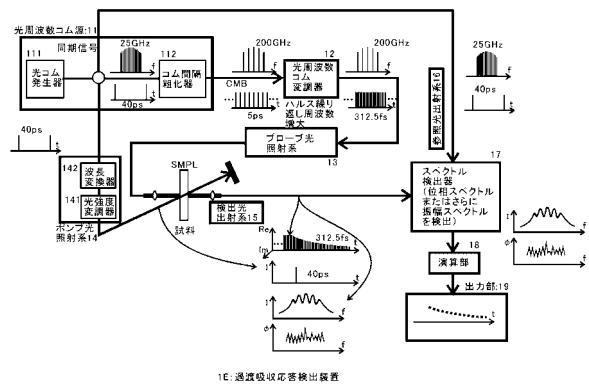 光周波数コム源:11
同期信号
111
光コム
発生器
25GHz
f
40ps
t
112
コム間隔
粗化器
200GHz
f
CMB
t
5ps
12
光周波数
コム
変調器
パルス繰り
返し周波数
増大
200GHz
f
t
312.5fs
プローブ光
照射系
13
参照光出射系16
25GHz
f
40ps
t
40ps
t
142
波長
変換器
141
光強度
変調器
ポンプ光
照射系14
SMPL
試料
検出光
出射系15
17
スペクトル
検出器
(位相スペクトル
またはさらに
振幅スペクトル
を検出)
18
演算部
出力部:19
t
Re
Im
312.5fs
t
I
40ps
t
I
f
φ
f
I
f
φ
f
1E:過渡吸収応答検出装置